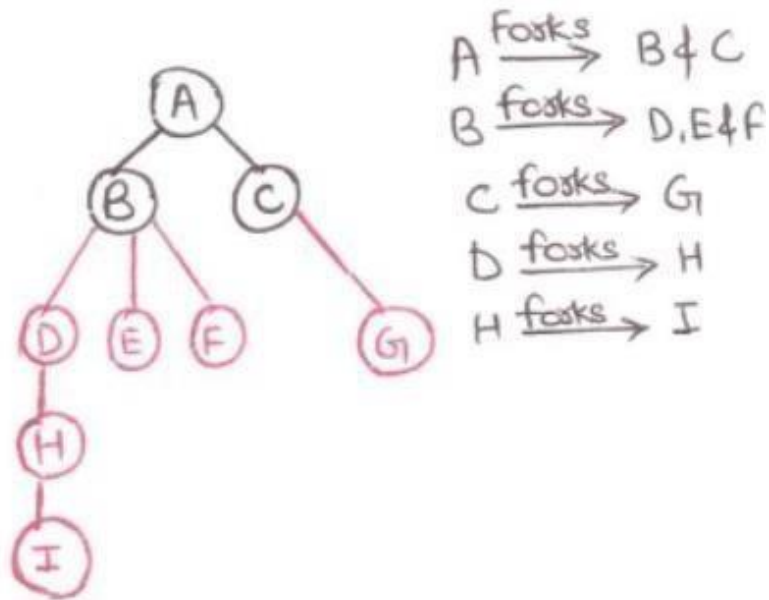 A forks B & C
B forks D, E & F
C forks G
D forks H
H forks I
A
B C
D E F G
H
I